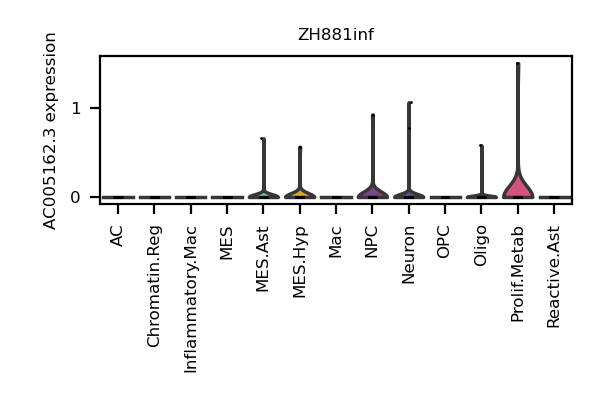 ZH881inf
AC005162.3 expression
1
0
AC
Chromatin.Reg
Inflammatory.Mac
MES
MES.Ast
MES.Hyp
Mac
NPC
Neuron
OPC
Oligo
Prolif.Metab
Reactive.Ast